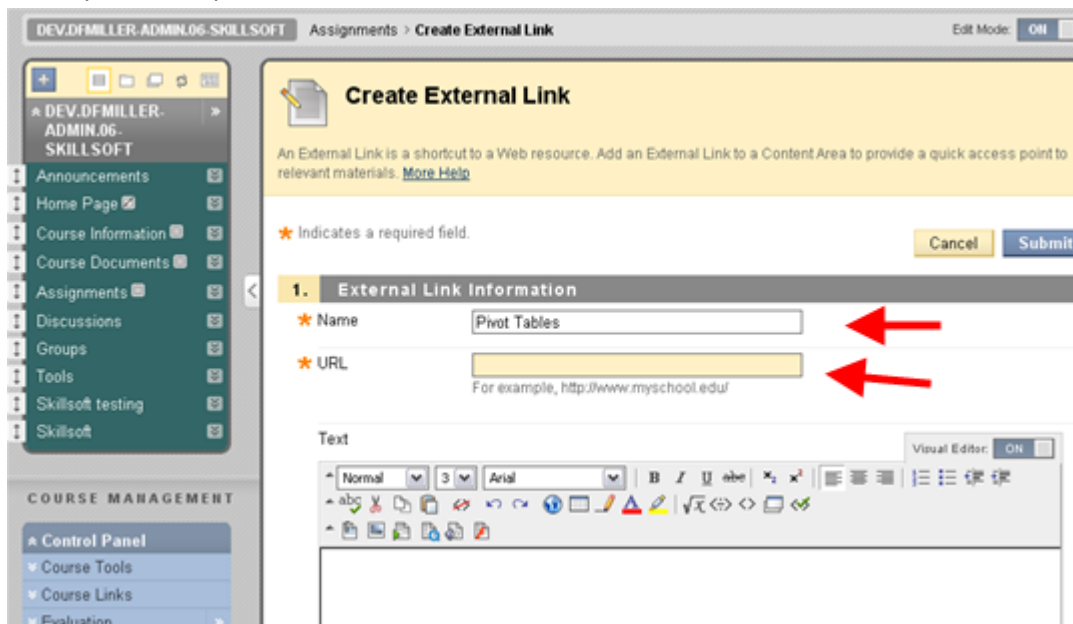 DEV.DFMILLER-ADMIN.06-SKILLSOFT Assignments > Create External Link Edit Mode: ON
DEV.DFMILLER-
ADMIN.06-
SKILLSOFT
Announcements
Home Page
Course Information
Course Documents
Assignments
Discussions
Groups
Tools
Skillsoft testing
Skillsoft
COURSE MANAGEMENT
Control Panel
Course Tools
Course Links
Evaluation
Create External Link
An External Link is a shortcut to a Web resource. Add an External Link to a Content Area to provide a quick access point to
relevant materials. More Help
Indicates a required field.
Cancel Submit
1. External Link Information
Name Pivot Tables
URL
For example, http://www.myschool.edu/
Text
Visual Editor: ON
Normal 3 Arial B I U abc